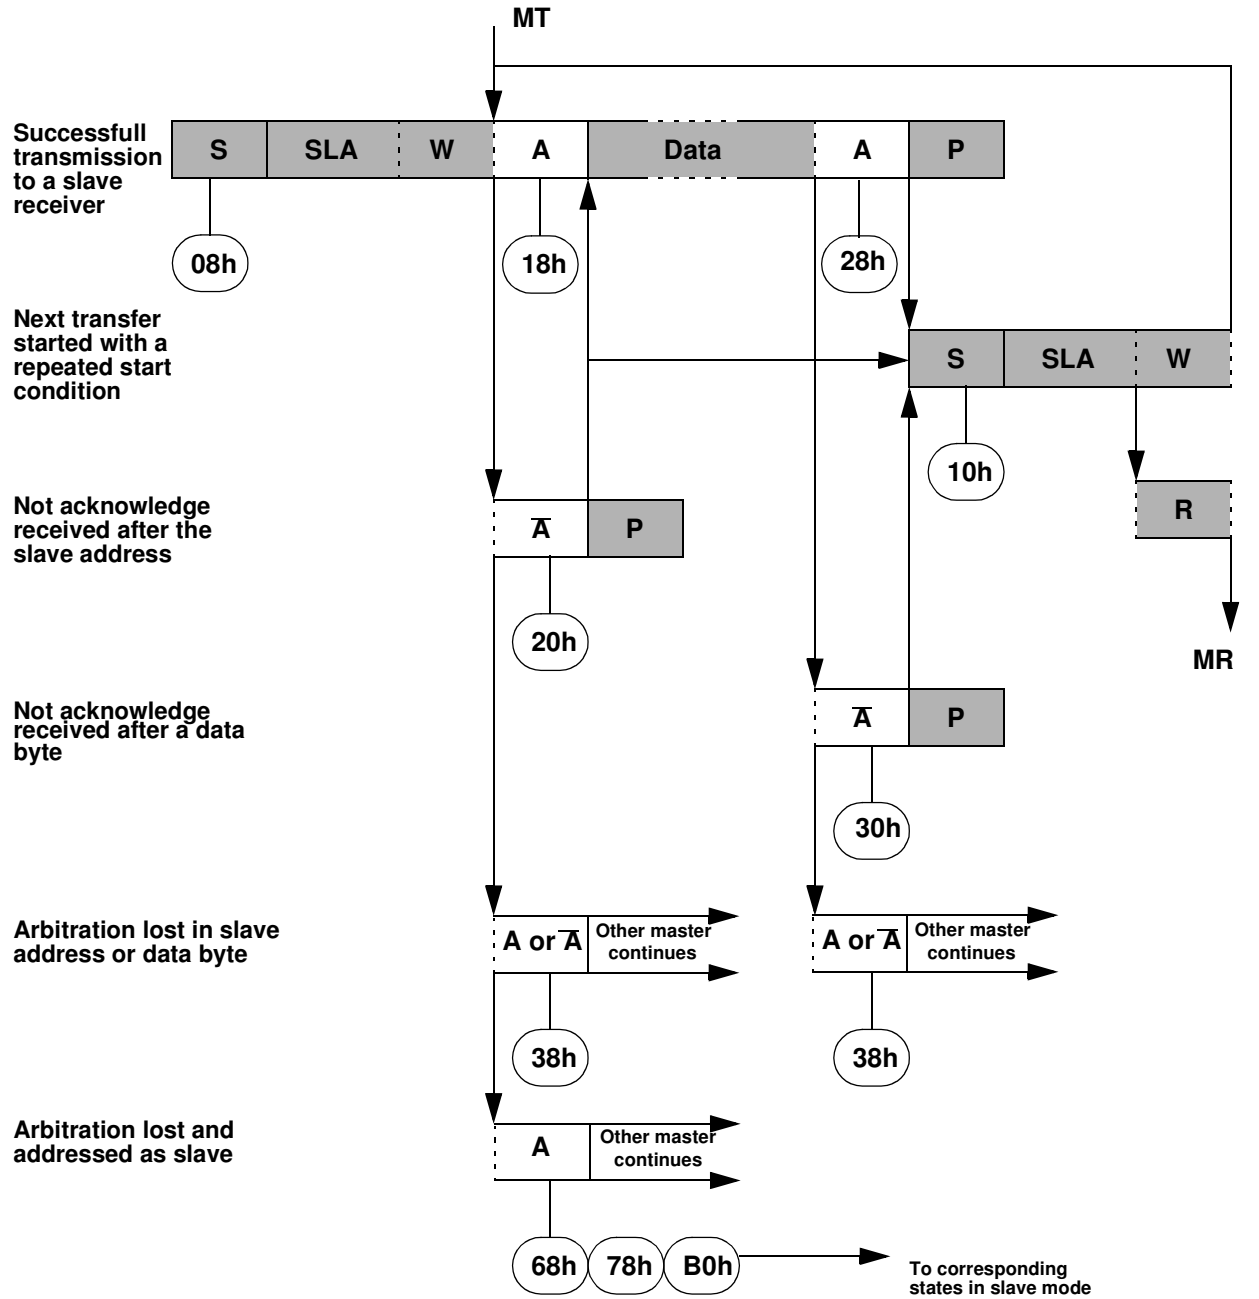 MT
Successfull
transmission
to a slave
receiver
S SLA W A Data A P
08h 18h 28h
Next transfer
started with a
repeated start
condition
S SLA W
10h
Not acknowledge
received after the
slave address
A̅ P
R
20h
MR
Not acknowledge
received after a data
byte
A̅ P
30h
Arbitration lost in slave
address or data byte
A or A̅
Other master
continues
A or A̅
Other master
continues
38h 38h
Arbitration lost and
addressed as slave
A
Other master
continues
68h 78h B0h
To corresponding
states in slave mode